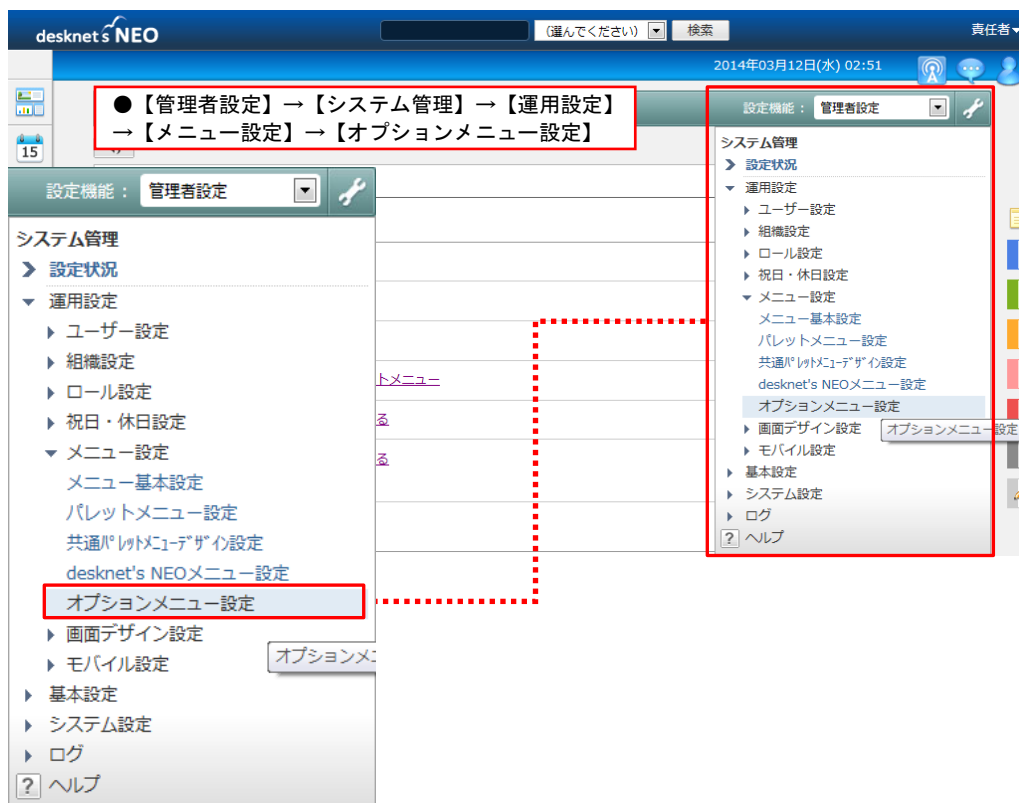 desknet's NEO
(選んでください)
検索
責任者
2014年03月12日(水) 02:51
15
●【管理者設定】→【システム管理】→【運用設定】
→【メニュー設定】→【オプションメニュー設定】
設定機能： 管理者設定
システム管理
設定状況
運用設定
ユーザー設定
組織設定
ロール設定
祝日・休日設定
メニュー設定
メニュー基本設定
パレットメニュー設定
共通ﾊﾟﾚｯﾄﾒﾆｭｰﾃﾞｻﾞｲﾝ設定
desknet's NEOメニュー設定
オプションメニュー設定
画面デザイン設定
オプションメ
モバイル設定
基本設定
システム設定
ログ
? ヘルプ
トメニュー
る
る
設定機能： 管理者設定
システム管理
設定状況
運用設定
ユーザー設定
組織設定
ロール設定
祝日・休日設定
メニュー設定
メニュー基本設定
パレットメニュー設定
共通ﾊﾟﾚｯﾄﾒﾆｭｰﾃﾞｻﾞｲﾝ設定
desknet's NEOメニュー設定
オプションメニュー設定
画面デザイン設定
オプションメニュー設定
モバイル設定
基本設定
システム設定
ログ
? ヘルプ